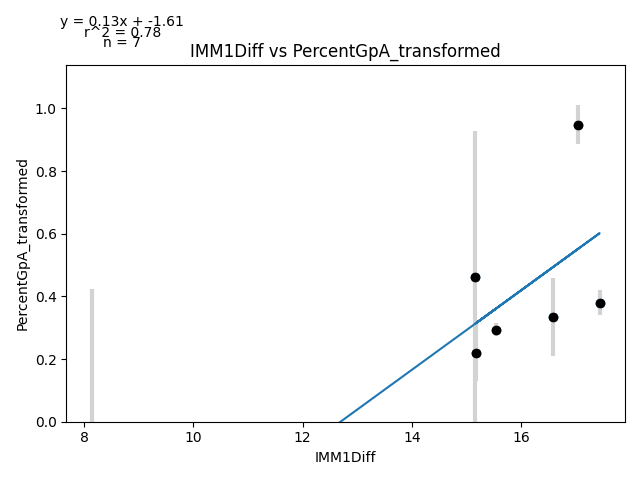 y = 0.13x + -1.61
r^2 = 0.78
n = 7
IMM1Diff vs PercentGpA_transformed
1.0
0.8
0.6
0.4
0.2
0.0
PercentGpA_transformed
8 10 12 14 16
IMM1Diff